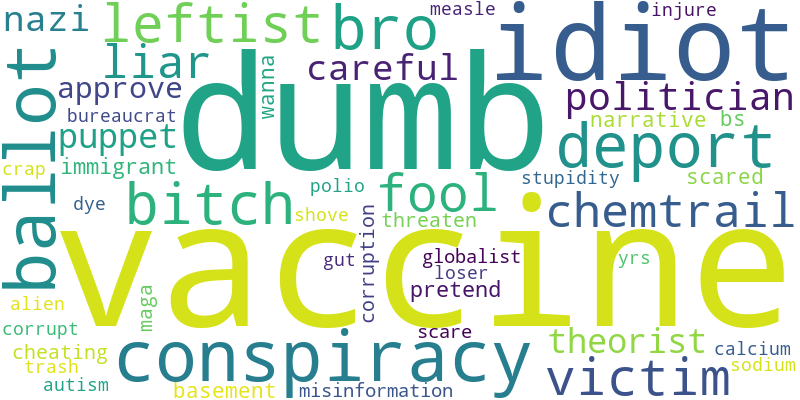 nazi
leftist
bro
measle
injure
idiot
liar
careful
wanna
dumb
approve
politician
ballot
bureaucrat
narrative
bs
puppet
deport
immigrant
crap
stupidity
scared
polio
fool
bitch
dye
shove
threaten
chemtrail
vaccine
corruption
gut
globalist
loser
yrs
pretend
alien
maga
corrupt
scare
theorist
conspiracy
cheating
calcium
trash
victim
sodium
autism
basement
misinformation